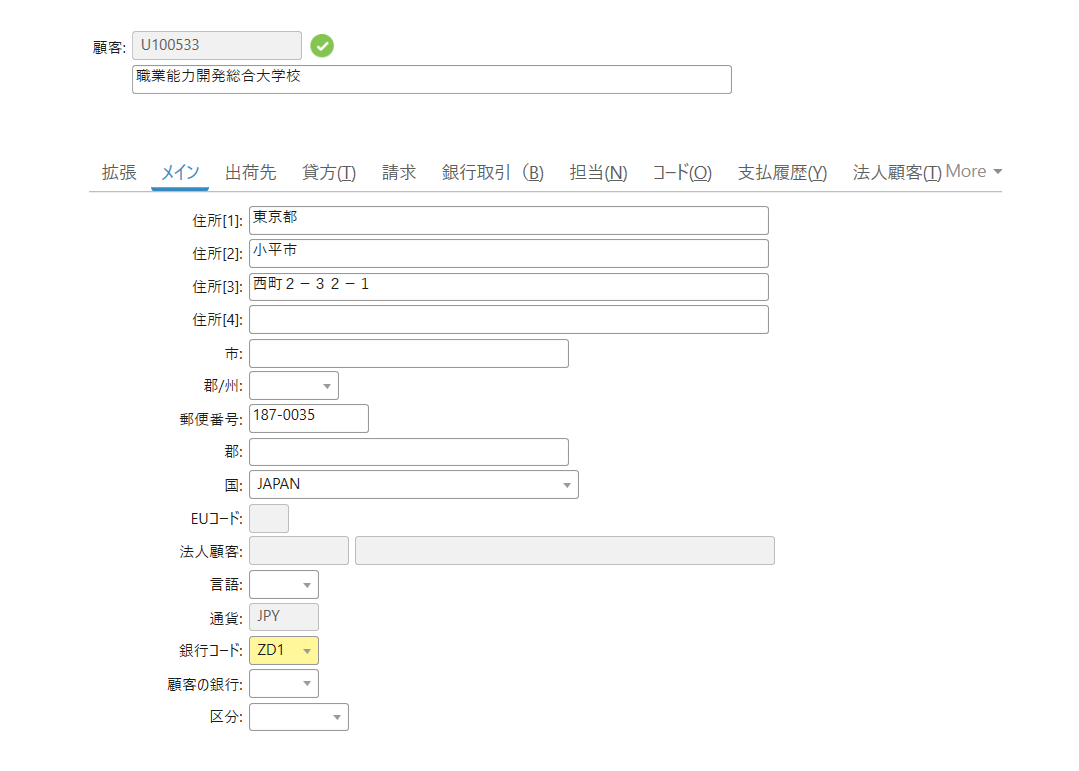 顧客: U100533
職業能力開発総合大学校
拡張 メイン 出荷先 貸方(T) 請求 銀行取引（B) 担当(N) コード(O) 支払履歴(Y) 法人顧客(T) More
住所[1]: 東京都
住所[2]: 小平市
住所[3]: 西町２－３２－１
住所[4]:
市:
郡/州:
郵便番号: 187-0035
郡:
国: JAPAN
EUコード:
法人顧客:
言語:
通貨: JPY
銀行コード: ZD1
顧客の銀行:
区分: